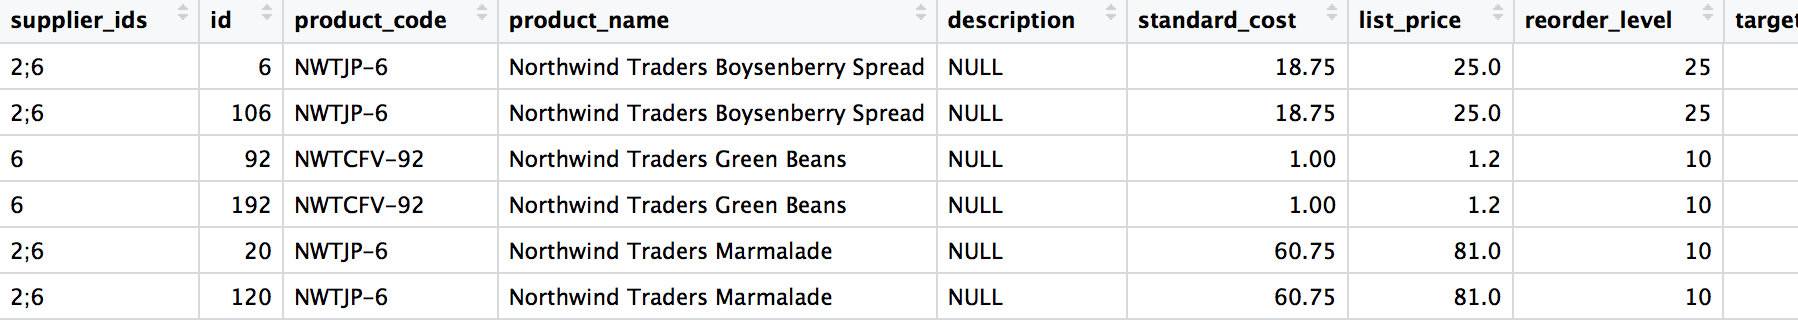 supplier_ids id product_code product_name description standard_cost list_price reorder_level target
2;6 6 NWTJP-6 Northwind Traders Boysenberry Spread NULL 18.75 25.0 25
2;6 106 NWTJP-6 Northwind Traders Boysenberry Spread NULL 18.75 25.0 25
6 92 NWTCFV-92 Northwind Traders Green Beans NULL 1.00 1.2 10
6 192 NWTCFV-92 Northwind Traders Green Beans NULL 1.00 1.2 10
2;6 20 NWTJP-6 Northwind Traders Marmalade NULL 60.75 81.0 10
2;6 120 NWTJP-6 Northwind Traders Marmalade NULL 60.75 81.0 10